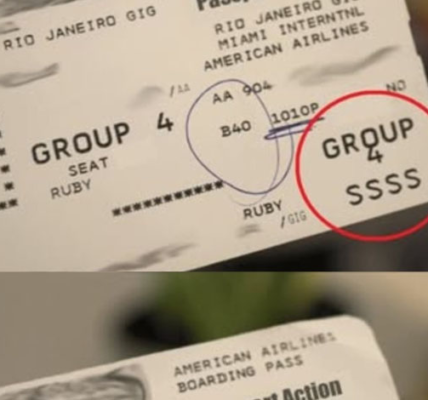 RIO JANEIRO GIG
RIO JANEIRO
MIAMI INTERNTNL
AMERICAN AIRLINES
/AA
AA 904
B40
1010P
NO
GROUP 4
SEAT
RUBY
GROUP
4
SSSS
RUBY
/GIG
AMERICAN AIRLINES
BOARDING PASS
Action